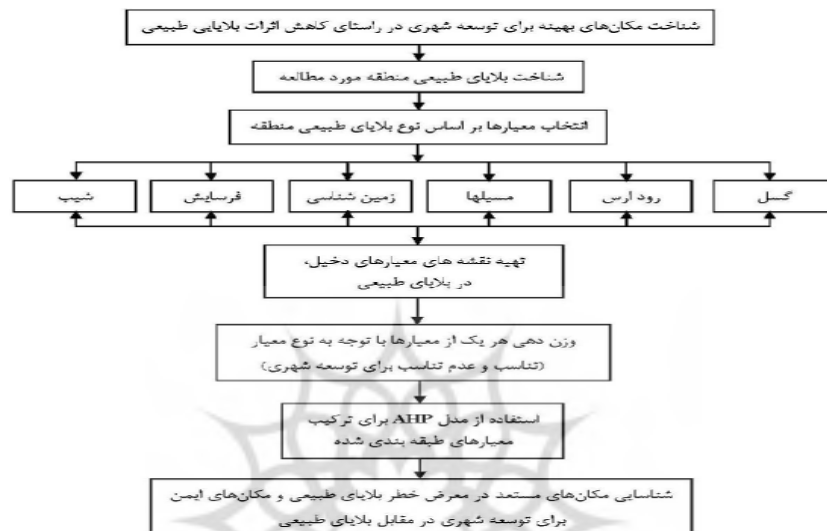 شناخت مکان‌های بهینه برای توسعه شهری در راستای کاهش اثرات بلایایی طبیعی
شناخت بلایای طبیعی منطقه مورد مطالعه
انتخاب معیارها بر اساس نوع بلایای طبیعی منطقه
گسل
رود ارس
مسیلها
زمین شناسی
فرسایش
شیب
تهیه نقشه های معیارهای دخیل،
در بلایای طبیعی
وزن دهی هر یک از معیارها با توجه به نوع معیار
(تناسب و عدم تناسب برای توسعه شهری)
استفاده از مدل AHP برای ترکیب
معیارهای طبقه بندی شده
شناسایی مکان‌های مستعد در معرض خطر بلایای طبیعی و مکان‌های ایمن
برای توسعه شهری در مقابل بلایای طبیعی